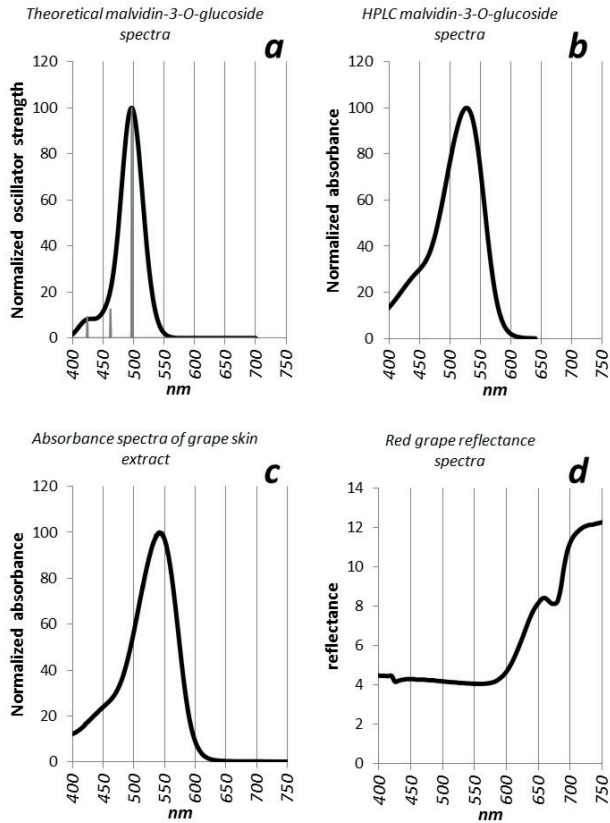 Theoretical malvidin-3-O-glucoside
spectra
a
Normalized oscillator strength
120
100
80
60
40
20
0
400 450 500 550 600 650 700 750
nm
HPLC malvidin-3-O-glucoside
spectra
b
Normalized absorbance
120
100
80
60
40
20
0
400 450 500 550 600 650 700 750
nm
Absorbance spectra of grape skin
extract
c
Normalized absorbance
120
100
80
60
40
20
0
400 450 500 550 600 650 700 750
nm
Red grape reflectance
spectra
d
reflectance
14
12
10
8
6
4
2
0
400 450 500 550 600 650 700 750
nm